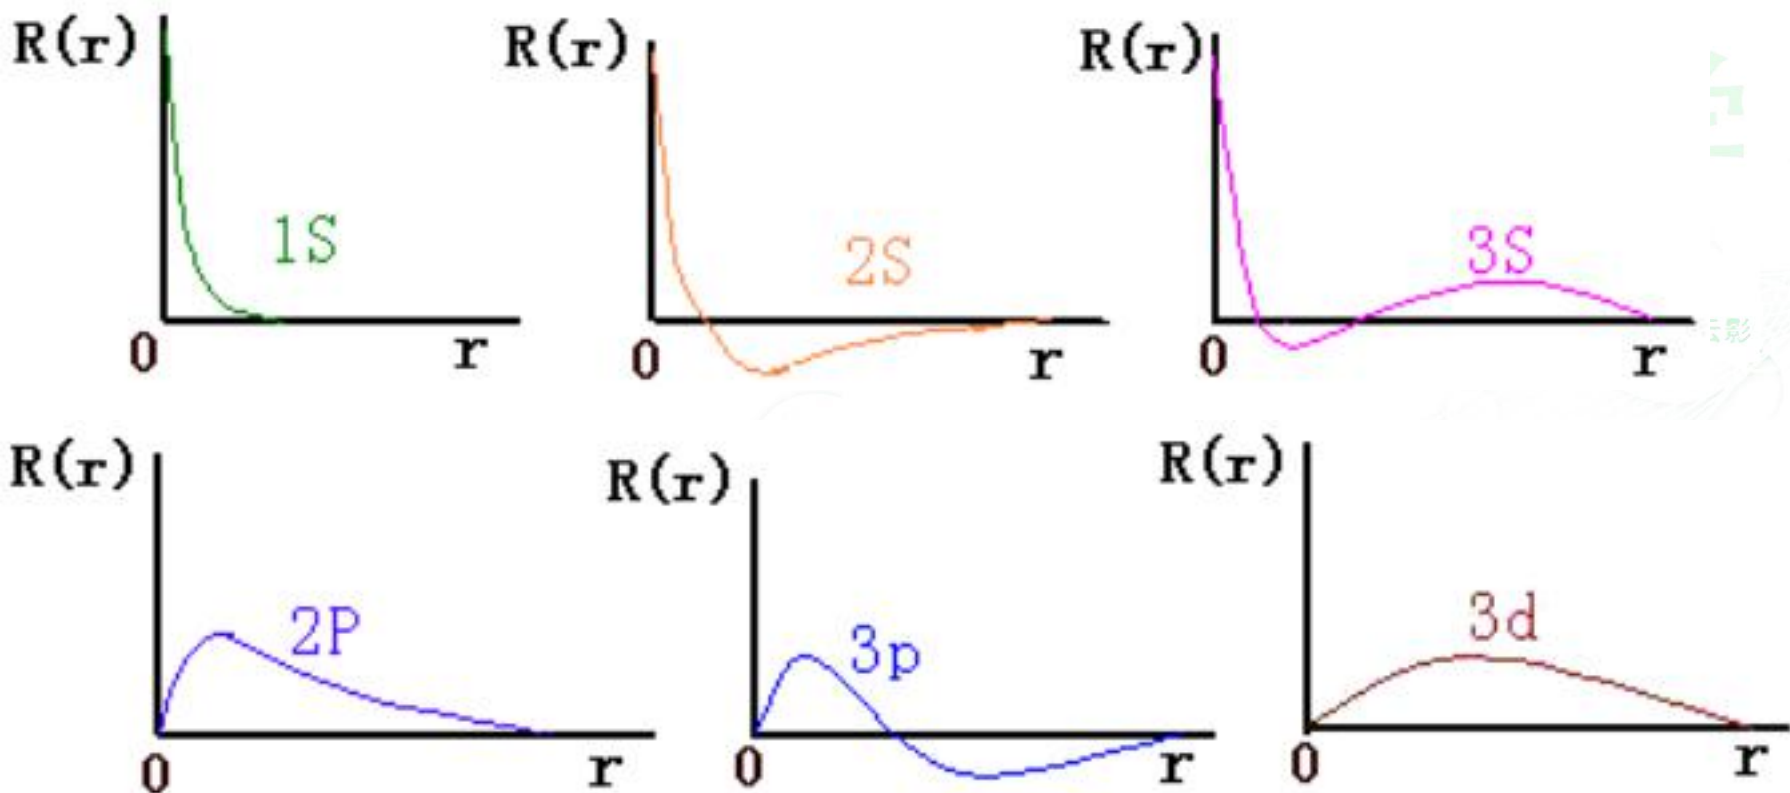 R(r) 1S 0 r
R(r) 2S 0 r
R(r) 3S 0 r
R(r) 2P 0 r
R(r) 3p 0 r
R(r) 3d 0 r